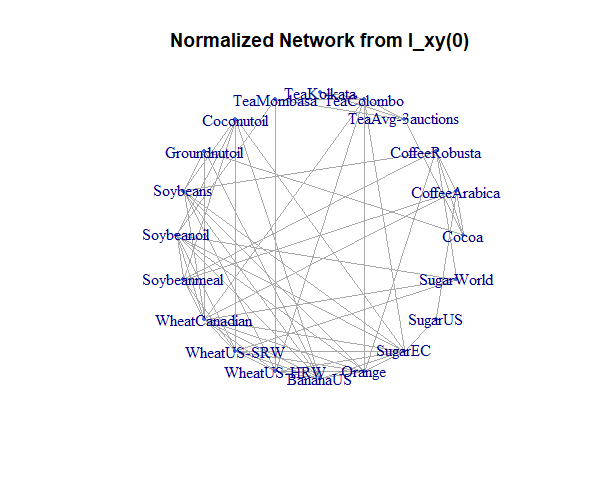 Normalized Network from I_xy(0)
TeaKolkata
TeaMombasa TeaColombo
TeaAvg-3auctions
Coconutoil
Groundnutoil
CoffeeRobusta
Soybeans
CoffeeArabica
Soybeanoil
Cocoa
Soybeanmeal
SugarWorld
WheatCanadian
SugarUS
WheatUS-SRW
SugarEC
WheatUS-HRW
Orange
BananaUS